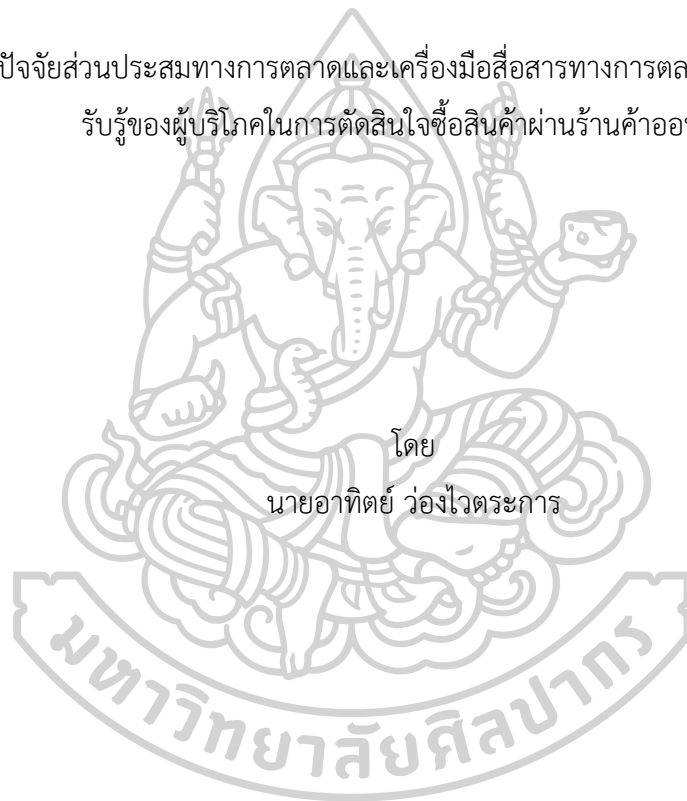 ปัจจัยส่วนประสมทางการตลาดและเครื่องมือสื่อสารทางการตล
รับรู้ของผู้บริโภคในการตัดสินใจซื้อสินค้าผ่านร้านค้าออ
โดย
นายอาทิตย์ ว่องไวตระการ
มหาวิทยาลัยศิลปากร